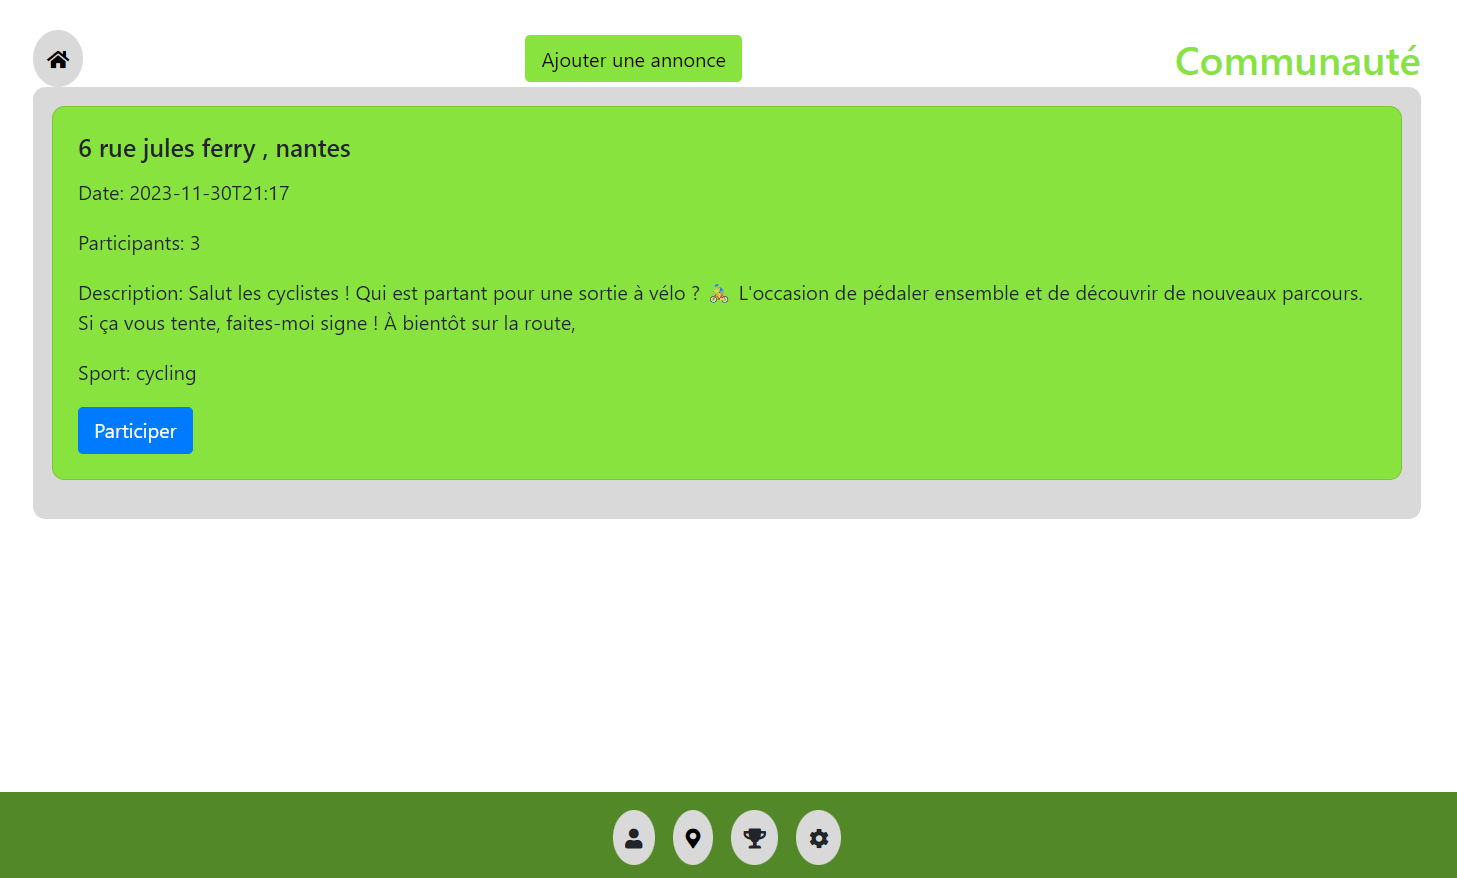 Ajouter une annonce
Communauté
6 rue jules ferry , nantes
Date: 2023-11-30T21:17
Participants: 3
Description: Salut les cyclistes ! Qui est partant pour une sortie à vélo ? 🚴 L'occasion de pédaler ensemble et de découvrir de nouveaux parcours.
Si ça vous tente, faites-moi signe ! À bientôt sur la route,
Sport: cycling
Participer